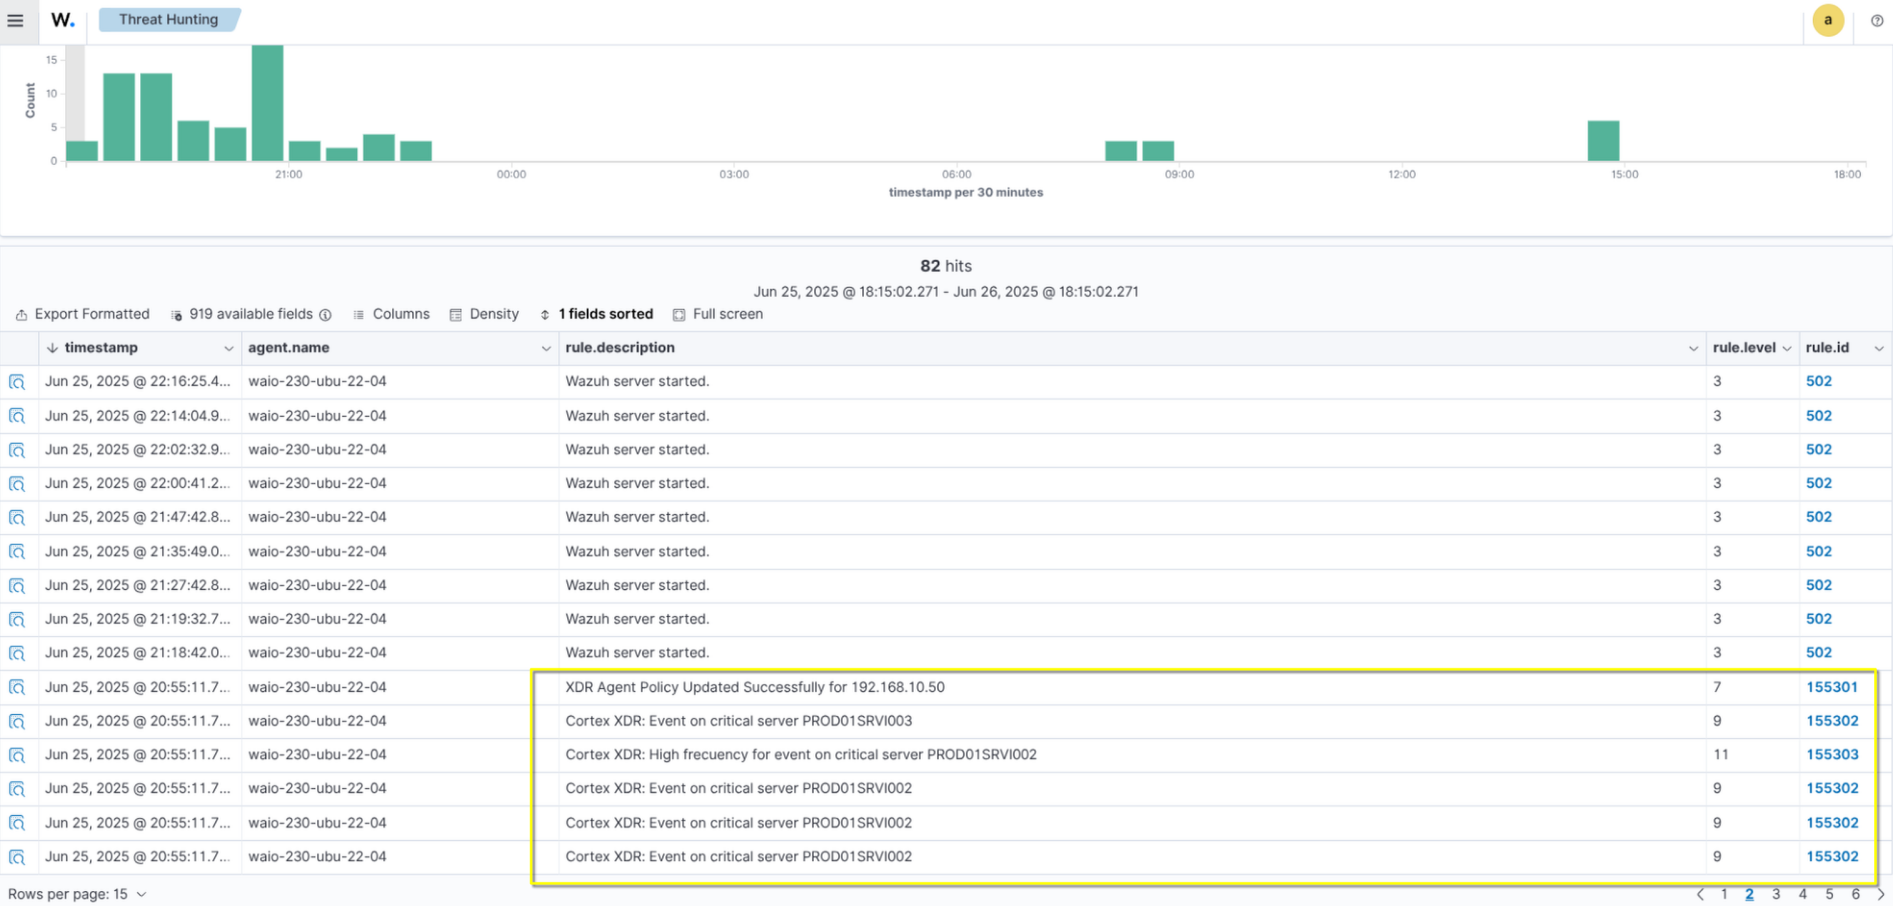 W. Threat Hunting a
15
10
5
0
Count
21:00 00:00 03:00 06:00 09:00 12:00 15:00 18:00
timestamp per 30 minutes
82 hits
Jun 25, 2025 @ 18:15:02.271 - Jun 26, 2025 @ 18:15:02.271
Export Formatted 919 available fields Columns Density 1 fields sorted Full screen
timestamp agent.name rule.description rule.level rule.id
Jun 25, 2025 @ 22:16:25.4... waio-230-ubu-22-04 Wazuh server started. 3 502
Jun 25, 2025 @ 22:14:04.9... waio-230-ubu-22-04 Wazuh server started. 3 502
Jun 25, 2025 @ 22:02:32.9... waio-230-ubu-22-04 Wazuh server started. 3 502
Jun 25, 2025 @ 22:00:41.2... waio-230-ubu-22-04 Wazuh server started. 3 502
Jun 25, 2025 @ 21:47:42.8... waio-230-ubu-22-04 Wazuh server started. 3 502
Jun 25, 2025 @ 21:35:49.0... waio-230-ubu-22-04 Wazuh server started. 3 502
Jun 25, 2025 @ 21:27:42.8... waio-230-ubu-22-04 Wazuh server started. 3 502
Jun 25, 2025 @ 21:19:32.7... waio-230-ubu-22-04 Wazuh server started. 3 502
Jun 25, 2025 @ 21:18:42.0... waio-230-ubu-22-04 Wazuh server started. 3 502
Jun 25, 2025 @ 20:55:11.7... waio-230-ubu-22-04 XDR Agent Policy Updated Successfully for 192.168.10.50 7 155301
Jun 25, 2025 @ 20:55:11.7... waio-230-ubu-22-04 Cortex XDR: Event on critical server PROD01SRVI003 9 155302
Jun 25, 2025 @ 20:55:11.7... waio-230-ubu-22-04 Cortex XDR: High frecuency for event on critical server PROD01SRVI002 11 155303
Jun 25, 2025 @ 20:55:11.7... waio-230-ubu-22-04 Cortex XDR: Event on critical server PROD01SRVI002 9 155302
Jun 25, 2025 @ 20:55:11.7... waio-230-ubu-22-04 Cortex XDR: Event on critical server PROD01SRVI002 9 155302
Jun 25, 2025 @ 20:55:11.7... waio-230-ubu-22-04 Cortex XDR: Event on critical server PROD01SRVI002 9 155302
Rows per page: 15 1 2 3 4 5 6